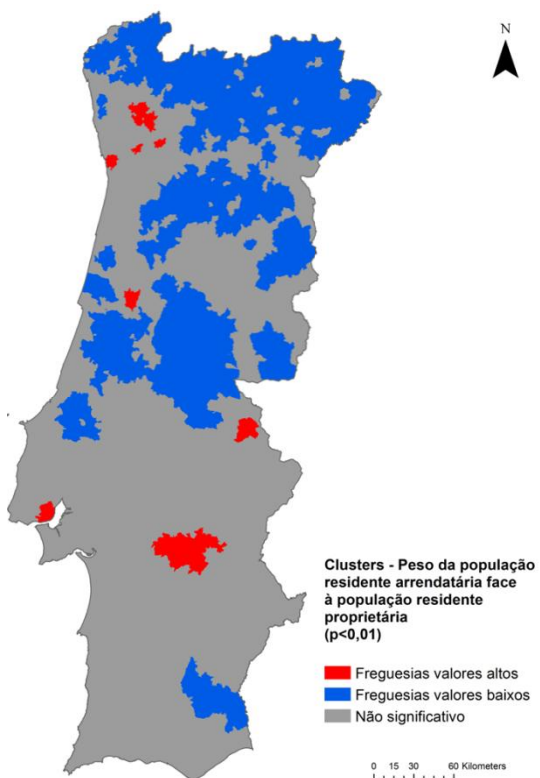 N
Clusters - Peso da população
residente arrendatária face
à população residente
proprietária
(p<0,01)
Freguesias valores altos
Freguesias valores baixos
Não significativo
0 15 30 60 Kilometers